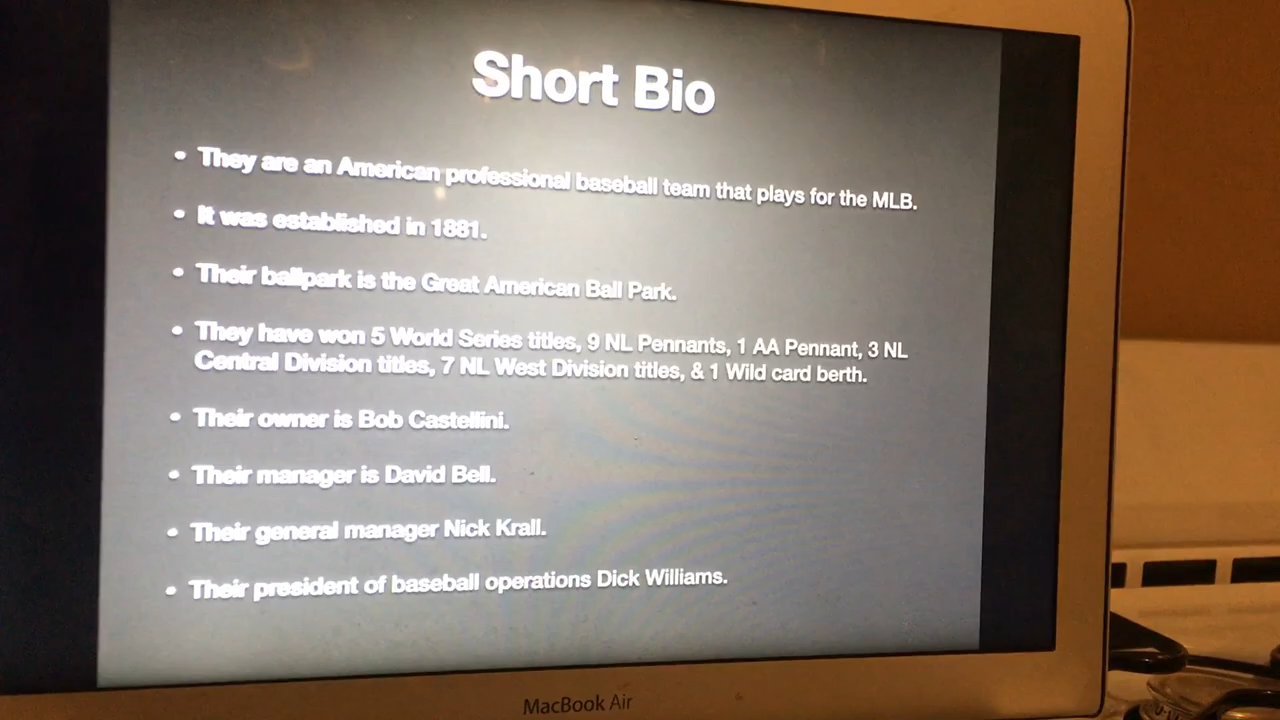 Short Bio
• They are an American professional baseball team that plays for the MLB.
• It was established in 1881.
• Their ballpark is the Great American Ball Park.
• They have won 5 World Series titles, 9 NL Pennants, 1 AA Pennant, 3 NL
Central Division titles, 7 NL West Division titles, & 1 Wild card berth.
• Their owner is Bob Castellini.
• Their manager is David Bell.
• Their general manager Nick Krall.
• Their president of baseball operations Dick Williams.
MacBook Air